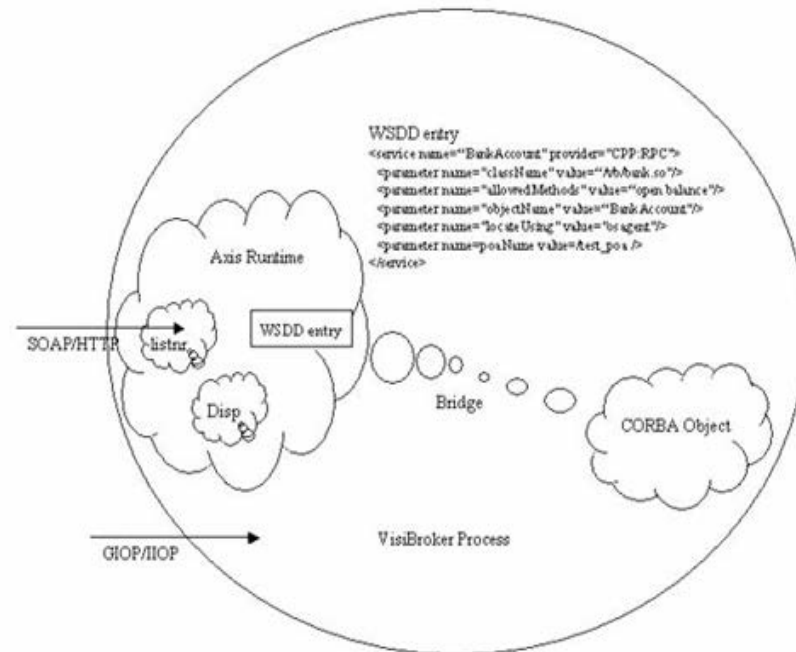 WSDD entry
<service name="BankAccount" provider="CPP:RPC">
<parameter name="className" value="/vb/bank.so"/>
<parameter name="allowedMethods" value="open balance"/>
<parameter name="objectName" value="BankAccount"/>
<parameter name="locateUsing" value="osagent"/>
<parameter name=poaName value=/test_poa />
</service>
Axis Runtime
WSDD entry
SOAP/HTTP
listnr
Disp
Bridge
CORBA Object
GIOP/IIOP
VisiBroker Process